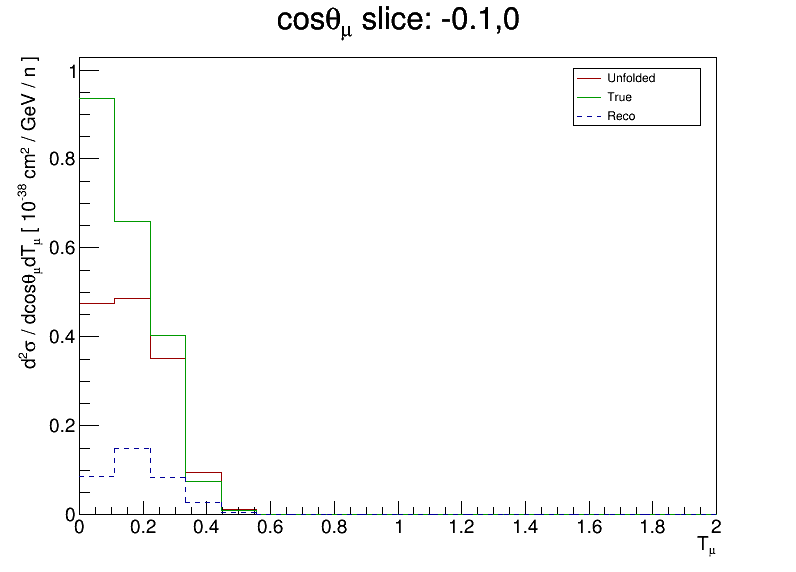 cosθμ slice: -0.1,0
d²σ / dcosθμdTμ [ 10⁻³⁸ cm² / GeV / n ]
Unfolded
True
Reco
1
0.8
0.6
0.4
0.2
0
0 0.2 0.4 0.6 0.8 1 1.2 1.4 1.6 1.8 2
Tμ